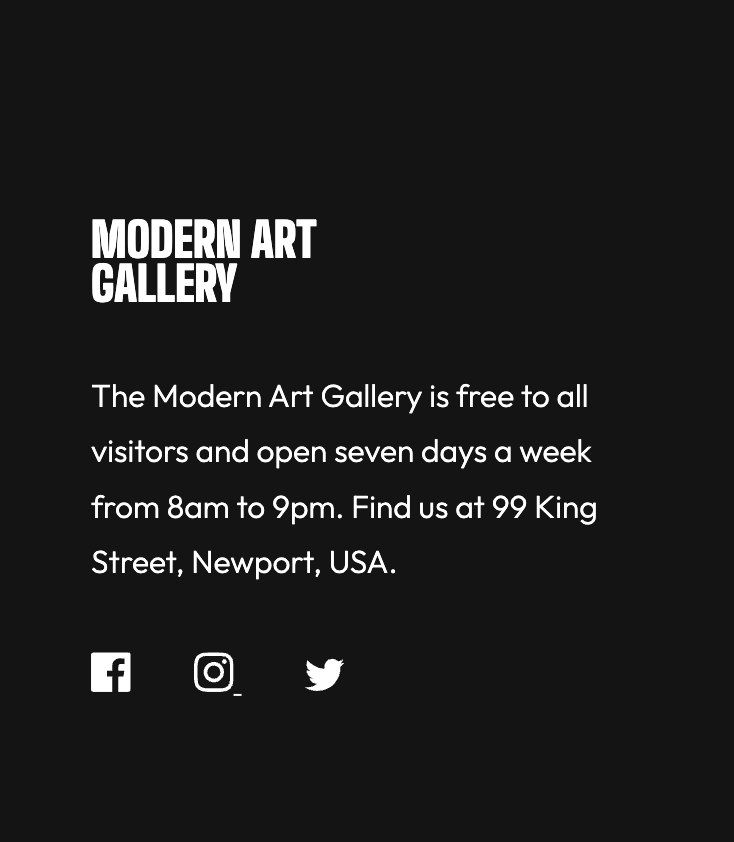 MODERN ART
GALLERY
The Modern Art Gallery is free to all
visitors and open seven days a week
from 8am to 9pm. Find us at 99 King
Street, Newport, USA.